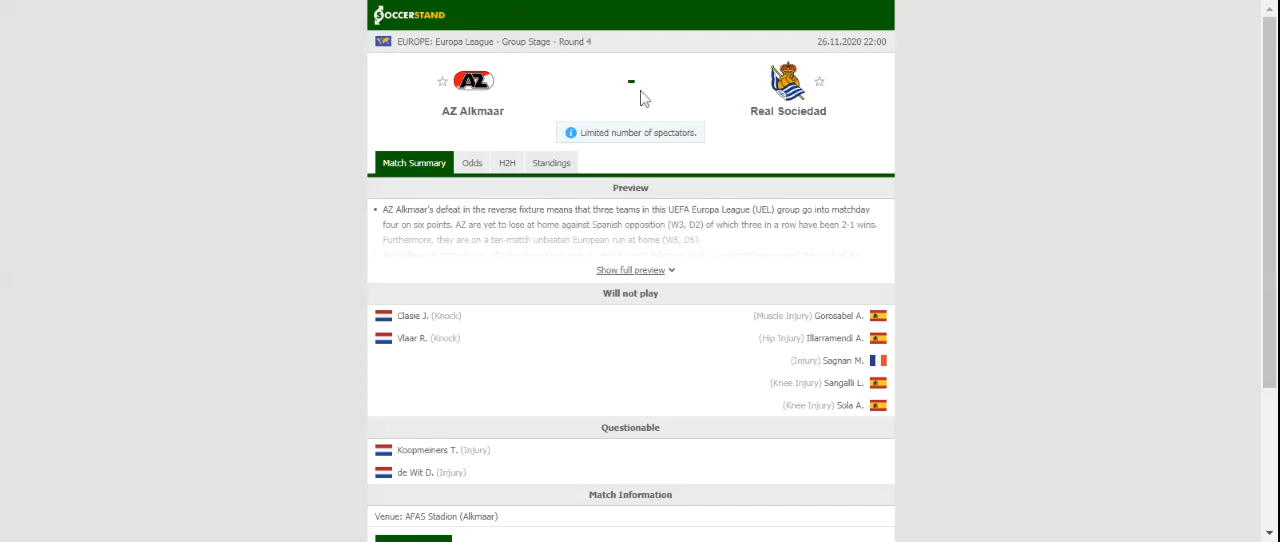 SOCCERSTAND
EUROPE: Europa League - Group Stage - Round 4
26.11.2020 22:00
AZ
-
AZ Alkmaar
Real Sociedad
Limited number of spectators.
Match Summary
Odds
H2H
Standings
Preview
• AZ Alkmaar's defeat in the reverse fixture means that three teams in this UEFA Europa League (UEL) group go into matchday
four on six points. AZ are yet to lose at home against Spanish opposition (W3, D2) of which three in a row have been 2-1 wins.
Furthermore, they are on a ten-match unbeaten European run at home (W5, D5).
Show full preview
Will not play
Clasie J. (Knock)
(Muscle Injury) Gorosabel A.
Vlaar R. (Knock)
(Hip Injury) Illarramendi A.
(Injury) Sagnan M.
(Knee Injury) Sangalli L.
(Knee Injury) Sola A.
Questionable
Koopmeiners T. (Injury)
de Wit D. (Injury)
Match Information
Venue: AFAS Stadion (Alkmaar)